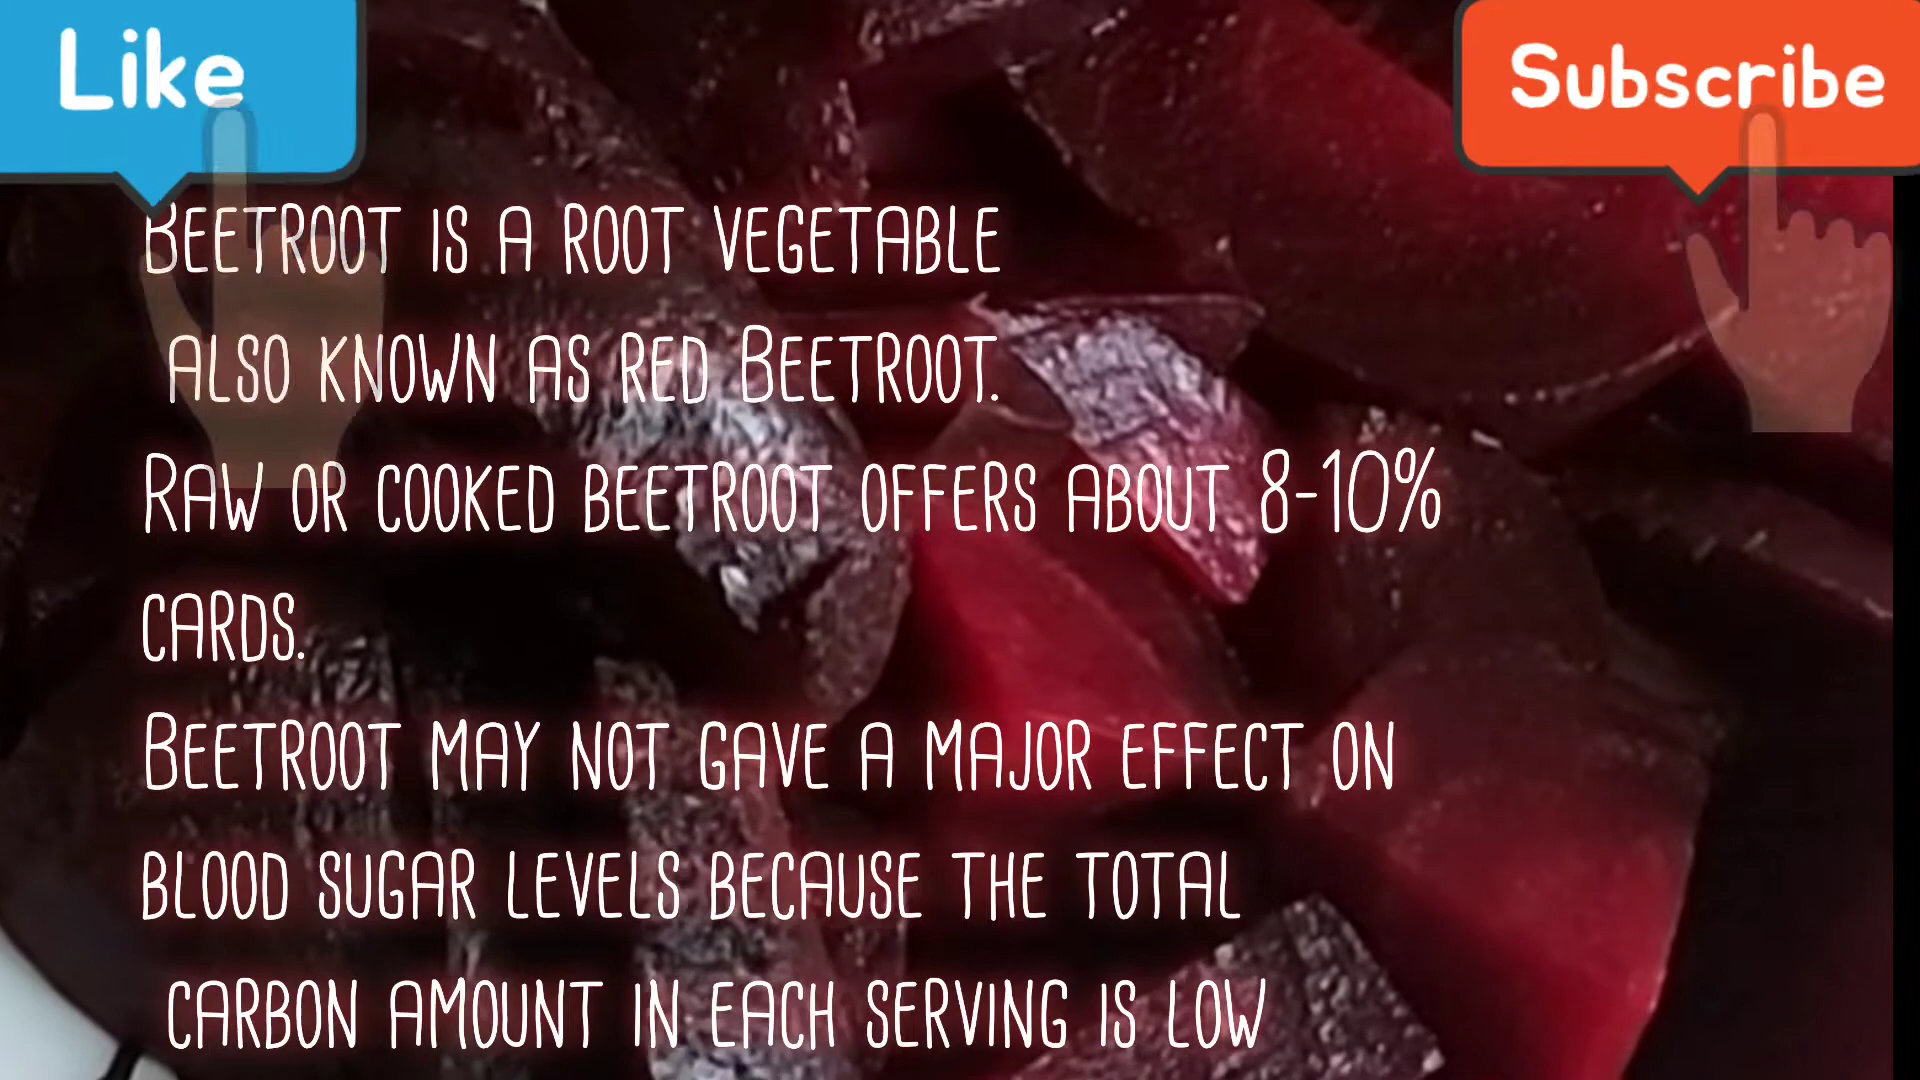 Like
Subscribe
BEETROOT IS A ROOT VEGETABLE
ALSO KNOWN AS RED BEETROOT.
RAW OR COOKED BEETROOT OFFERS ABOUT 8-10%
CARDS.
BEETROOT MAY NOT GAVE A MAJOR EFFECT ON
BLOOD SUGAR LEVELS BECAUSE THE TOTAL
CARBON AMOUNT IN EACH SERVING IS LOW